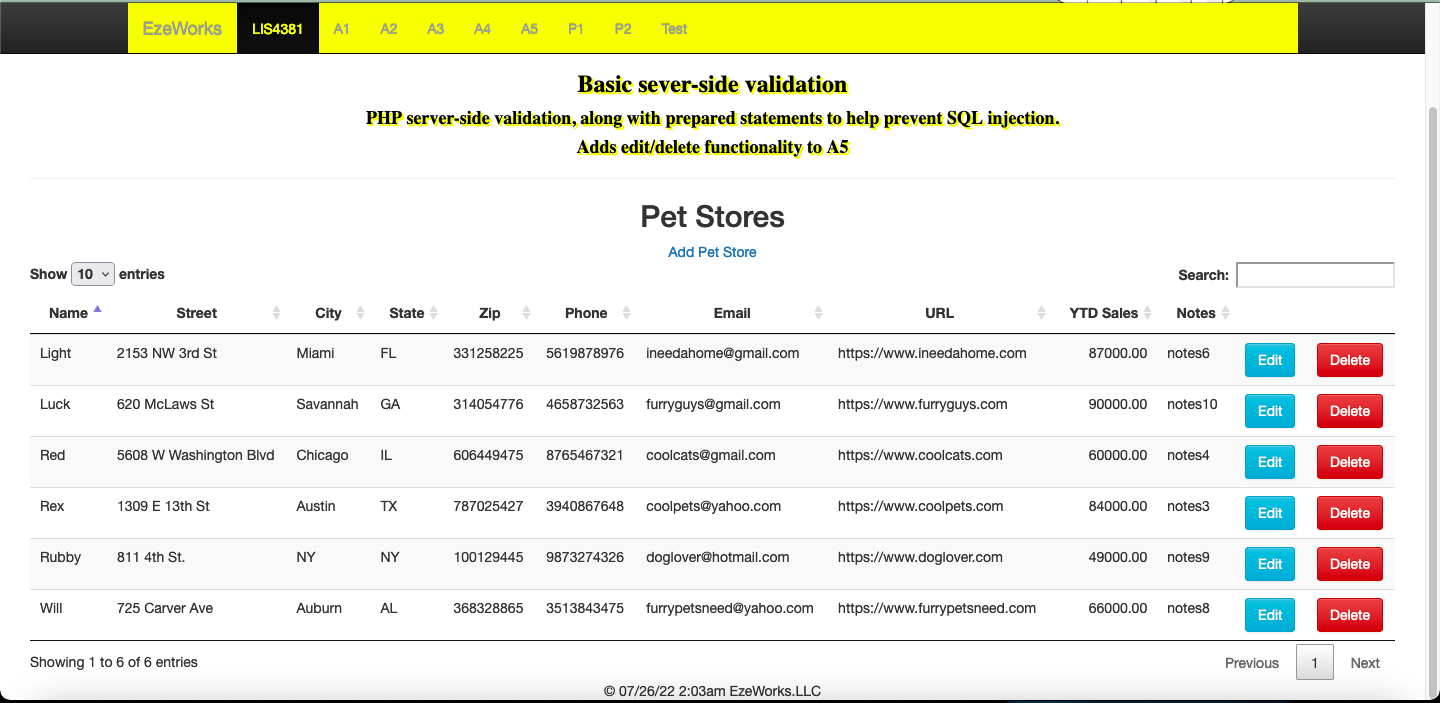 EzeWorks LIS4381 A1 A2 A3 A4 A5 P1 P2 Test
Basic sever-side validation
PHP server-side validation, along with prepared statements to help prevent SQL injection.
Adds edit/delete functionality to A5
Pet Stores
Add Pet Store
Show 10 entries Search:
Name Street City State Zip Phone Email URL YTD Sales Notes
Light 2153 NW 3rd St Miami FL 331258225 5619878976 ineedahome@gmail.com https://www.ineedahome.com 87000.00 notes6 Edit Delete
Luck 620 McLaws St Savannah GA 314054776 4658732563 furryguys@gmail.com https://www.furryguys.com 90000.00 notes10 Edit Delete
Red 5608 W Washington Blvd Chicago IL 606449475 8765467321 coolcats@gmail.com https://www.coolcats.com 60000.00 notes4 Edit Delete
Rex 1309 E 13th St Austin TX 787025427 3940867648 coolpets@yahoo.com https://www.coolpets.com 84000.00 notes3 Edit Delete
Rubby 811 4th St. NY NY 100129445 9873274326 doglover@hotmail.com https://www.doglover.com 49000.00 notes9 Edit Delete
Will 725 Carver Ave Auburn AL 368328865 3513843475 furrypetsneed@yahoo.com https://www.furrypetsneed.com 66000.00 notes8 Edit Delete
Showing 1 to 6 of 6 entries Previous 1 Next
© 07/26/22 2:03am EzeWorks.LLC